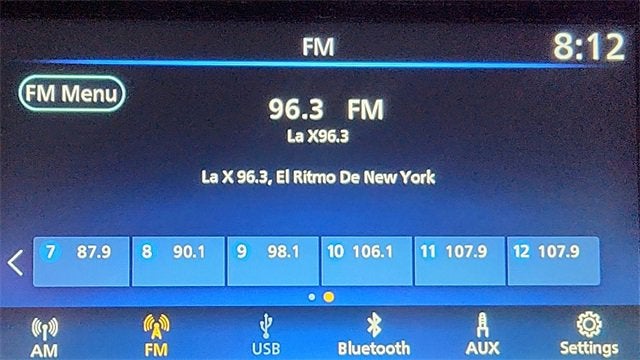 FM
8:12
FM Menu
96.3 FM
La X96.3
La X 96.3, El Ritmo De New York
7 87.9 8 90.1 9 98.1 10 106.1 11 107.9 12 107.9
AM FM USB Bluetooth AUX Settings